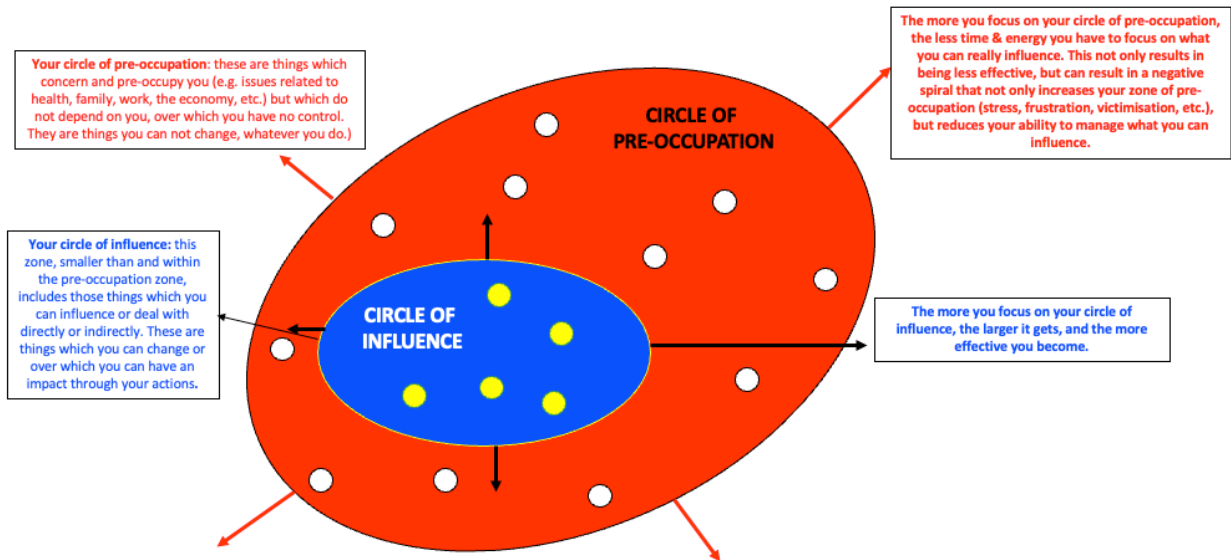 Your circle of pre-occupation: these are things which
concern and pre-occupy you (e.g. issues related to
health, family, work, the economy, etc.) but which do
not depend on you, over which you have no control.
They are things you can not change, whatever you do.)
The more you focus on your circle of pre-occupation,
the less time & energy you have to focus on what
you can really influence. This not only results in
being less effective, but can result in a negative
spiral that not only increases your zone of pre-
occupation (stress, frustration, victimisation, etc.),
but reduces your ability to manage what you can
influence.
CIRCLE OF
PRE-OCCUPATION
Your circle of influence: this
zone, smaller than and within
the pre-occupation zone,
includes those things which you
can influence or deal with
directly or indirectly. These are
things which you can change or
over which you can have an
impact through your actions.
CIRCLE OF
INFLUENCE
The more you focus on your circle of
influence, the larger it gets, and the more
effective you become.